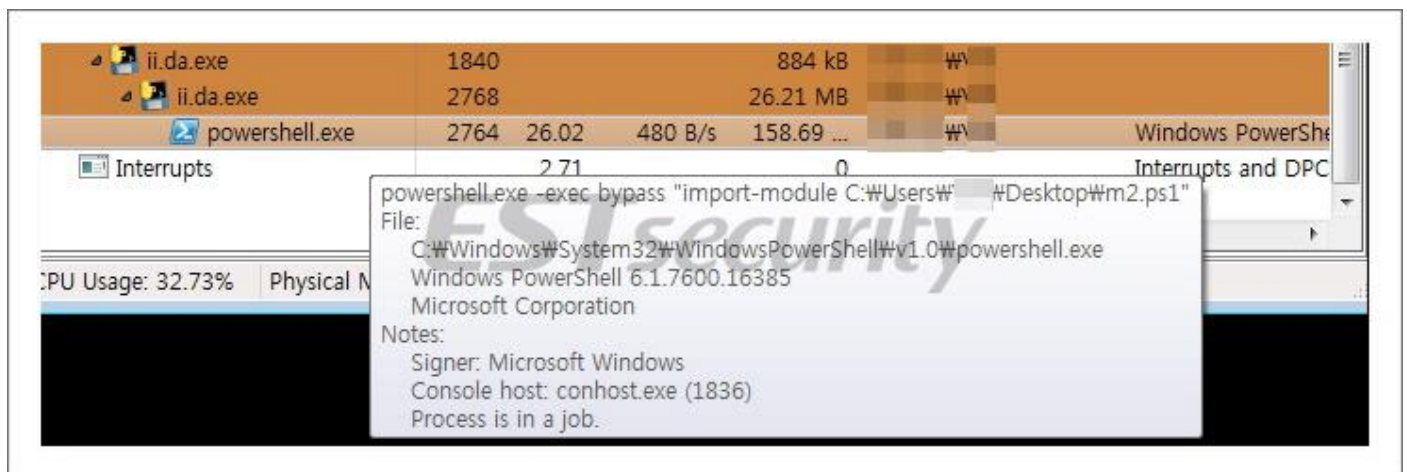 ii.da.exe 1840 884 kB ₩
ii.da.exe 2768 26.21 MB ₩
powershell.exe 2764 26.02 480 B/s 158.69 ... ₩ Windows PowerShe
Interrupts 2.71 0 Interrupts and DPC
powershell.exe -exec bypass "import-module C:₩Users₩ ₩Desktop₩m2.ps1"
File:
C:₩Windows₩System32₩WindowsPowerShell₩v1.0₩powershell.exe
Windows PowerShell 6.1.7600.16385
Microsoft Corporation
Notes:
Signer: Microsoft Windows
Console host: conhost.exe (1836)
Process is in a job.
CPU Usage: 32.73% Physical M
ESTsecurity